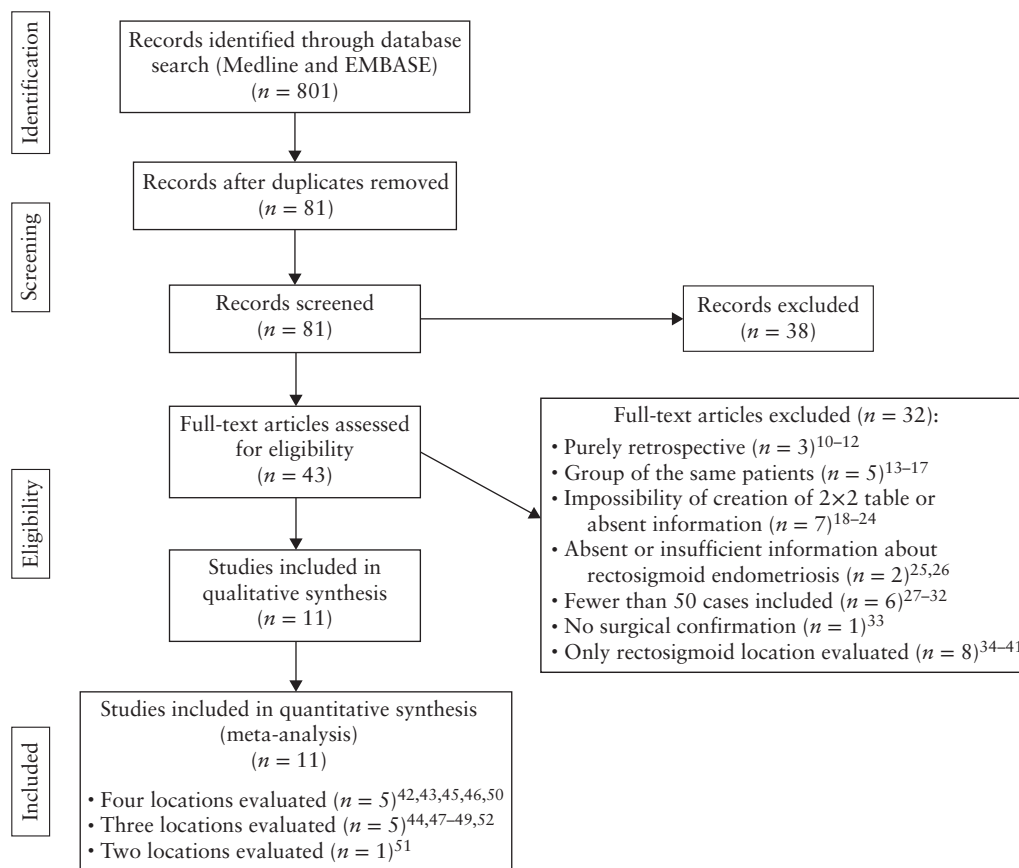 Identification
Records identified through database
search (Medline and EMBASE)
(n = 801)
Records after duplicates removed
(n = 81)
Screening
Records screened
(n = 81)
Records excluded
(n = 38)
Eligibility
Full-text articles assessed
for eligibility
(n = 43)
Full-text articles excluded (n = 32):
• Purely retrospective (n = 3)10–12
• Group of the same patients (n = 5)13–17
• Impossibility of creation of 2×2 table or
absent information (n = 7)18–24
• Absent or insufficient information about
rectosigmoid endometriosis (n = 2)25,26
• Fewer than 50 cases included (n = 6)27–32
• No surgical confirmation (n = 1)33
• Only rectosigmoid location evaluated (n = 8)34–41
Studies included in
qualitative synthesis
(n = 11)
Included
Studies included in quantitative synthesis
(meta-analysis)
(n = 11)
• Four locations evaluated (n = 5)42,43,45,46,50
• Three locations evaluated (n = 5)44,47–49,52
• Two locations evaluated (n = 1)51